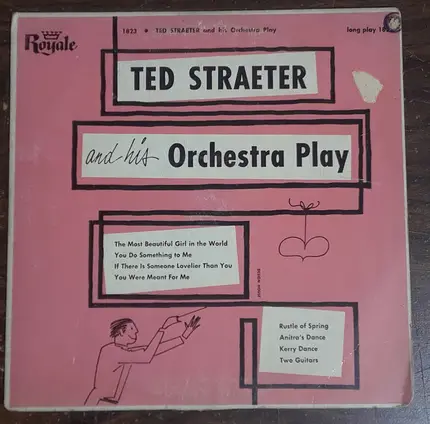 Royale
1823 * TED STRAETER and his Orchestra Play
long play
TED STRAETER
and his Orchestra Play
The Most Beautiful Girl in the World
You Do Something to Me
If There Is Someone Lovelier Than You
You Were Meant For Me
Rustle of Spring
Anitra's Dance
Kerry Dance
Two Guitars